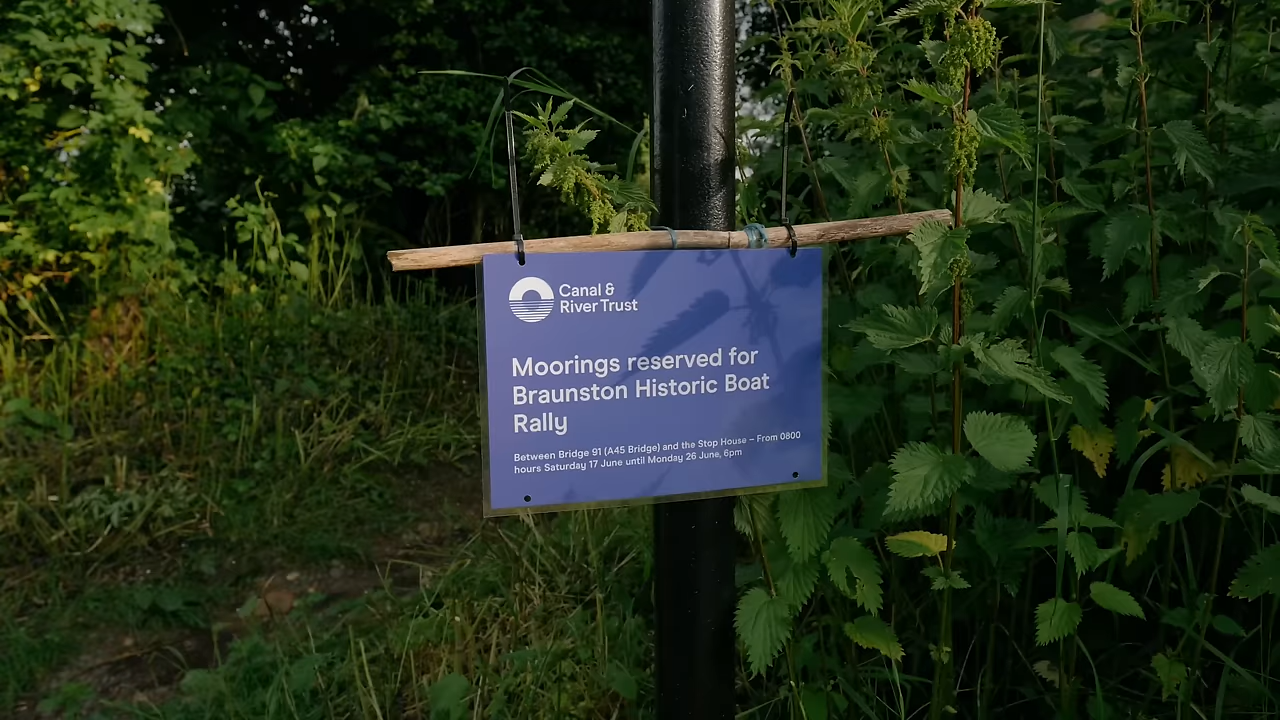 Canal &
River Trust
Moorings reserved for
Braunston Historic Boat
Rally
Between Bridge 91 (A45 Bridge) and the Stop House – From 0800
hours Saturday 17 June until Monday 26 June, 6pm